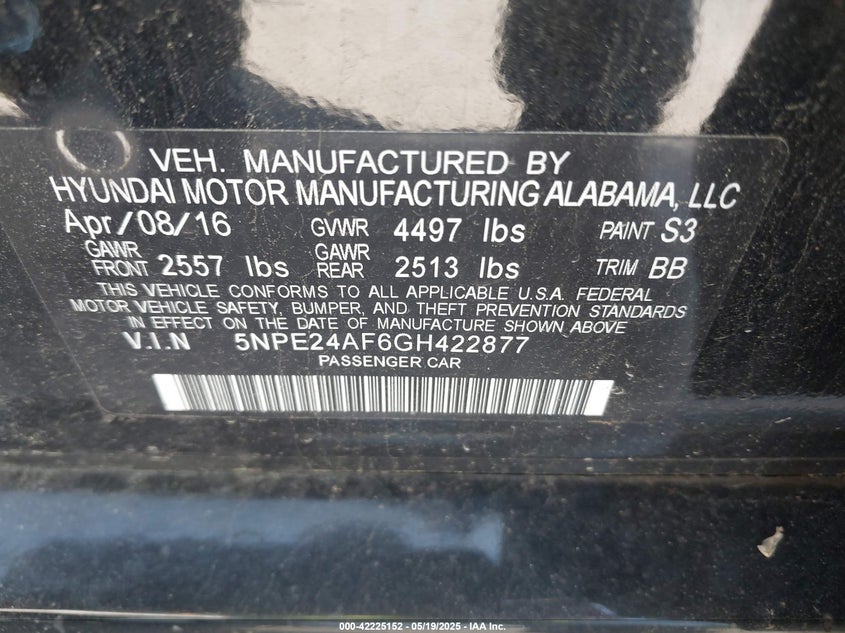 VEH. MANUFACTURED BY
HYUNDAI MOTOR MANUFACTURING ALABAMA, LLC
Apr/08/16 GVWR 4497 lbs PAINT S3
GAWR FRONT 2557 lbs GAWR REAR 2513 lbs TRIM BB
THIS VEHICLE CONFORMS TO ALL APPLICABLE U.S.A. FEDERAL
MOTOR VEHICLE SAFETY, BUMPER, AND THEFT PREVENTION STANDARDS
IN EFFECT ON THE DATE OF MANUFACTURE SHOWN ABOVE
V.I.N 5NPE24AF6GH422877
PASSENGER CAR
000-42225152 - 05/19/2025 - IAA Inc.